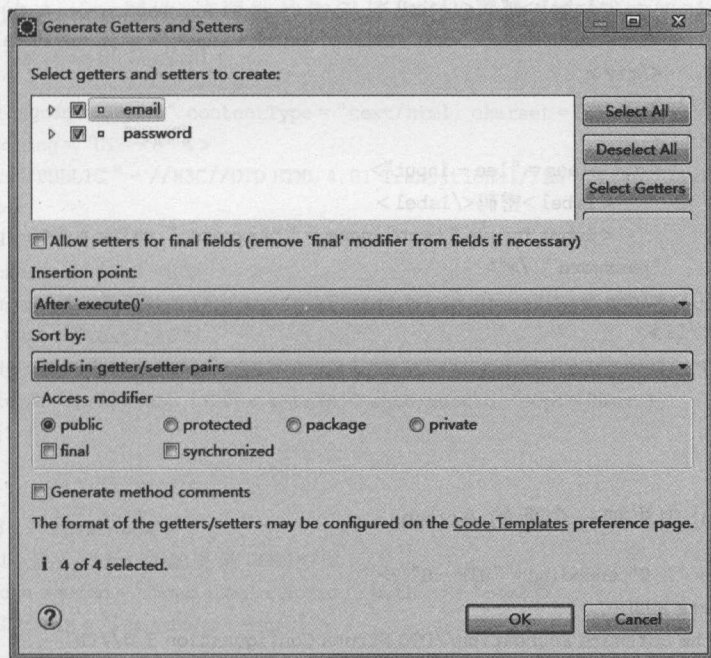 Generate Getters and Setters
Select getters and setters to create:
email
password
Select All
Deselect All
Select Getters
Allow setters for final fields (remove 'final' modifier from fields if necessary)
Insertion point:
After 'execute()'
Sort by:
Fields in getter/setter pairs
Access modifier
public protected package private
final synchronized
Generate method comments
The format of the getters/setters may be configured on the Code Templates preference page.
i 4 of 4 selected.
?
OK Cancel